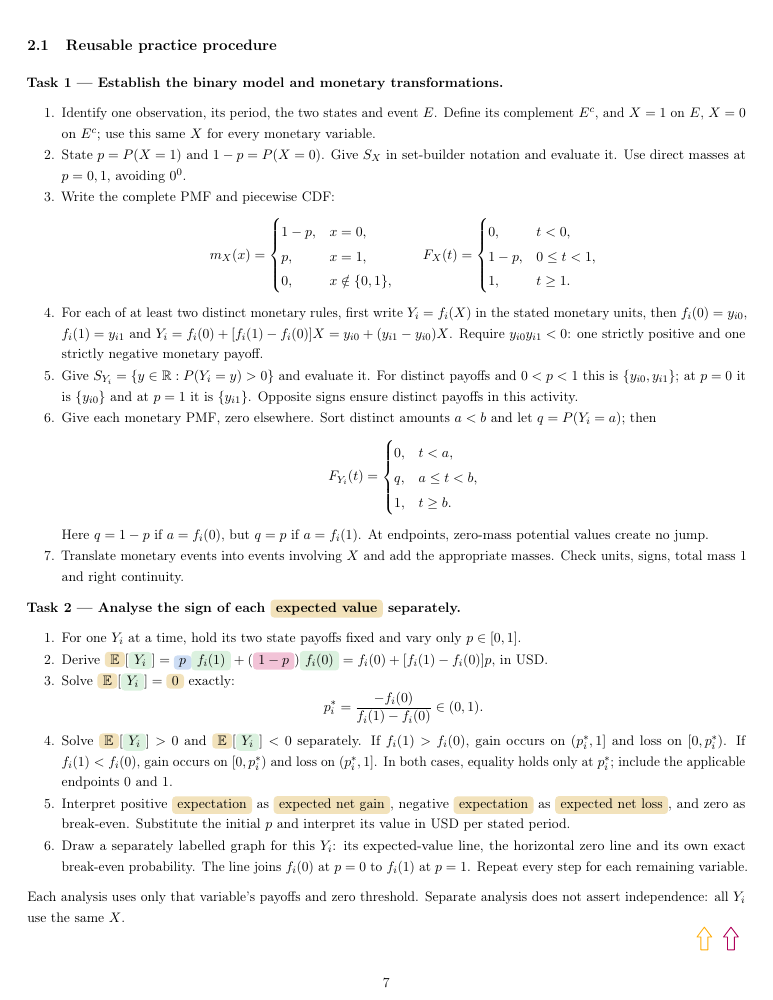 2.1 Reusable practice procedure
Task 1 — Establish the binary model and monetary transformations.
1. Identify one observation, its period, the two states and event E. Define its complement Eᶜ, and X = 1 on E, X = 0
on Eᶜ; use this same X for every monetary variable.
2. State p = P(X = 1) and 1 − p = P(X = 0). Give S_X in set-builder notation and evaluate it. Use direct masses at
p = 0, 1, avoiding 0⁰.
3. Write the complete PMF and piecewise CDF:
m_X(x) = { 1 − p, x = 0, p, x = 1, 0, x ∉ {0, 1}, F_X(t) = { 0, t < 0, 1 − p, 0 ≤ t < 1, 1, t ≥ 1.
4. For each of at least two distinct monetary rules, first write Y_i = f_i(X) in the stated monetary units, then f_i(0) = y_{i0},
f_i(1) = y_{i1} and Y_i = f_i(0) + [f_i(1) − f_i(0)]X = y_{i0} + (y_{i1} − y_{i0})X. Require y_{i0}y_{i1} < 0: one strictly positive and one
strictly negative monetary payoff.
5. Give S_{Y_i} = {y ∈ ℝ : P(Y_i = y) > 0} and evaluate it. For distinct payoffs and 0 < p < 1 this is {y_{i0}, y_{i1}}; at p = 0 it
is {y_{i0}} and at p = 1 it is {y_{i1}}. Opposite signs ensure distinct payoffs in this activity.
6. Give each monetary PMF, zero elsewhere. Sort distinct amounts a < b and let q = P(Y_i = a); then
F_{Y_i}(t) = { 0, t < a, q, a ≤ t < b, 1, t ≥ b.
Here q = 1 − p if a = f_i(0), but q = p if a = f_i(1). At endpoints, zero-mass potential values create no jump.
7. Translate monetary events into events involving X and add the appropriate masses. Check units, signs, total mass 1
and right continuity.
Task 2 — Analyse the sign of each expected value separately.
1. For one Y_i at a time, hold its two state payoffs fixed and vary only p ∈ [0, 1].
2. Derive 𝔼[Y_i] = p f_i(1) + (1 − p) f_i(0) = f_i(0) + [f_i(1) − f_i(0)]p, in USD.
3. Solve 𝔼[Y_i] = 0 exactly:
p_i^* = −f_i(0) / (f_i(1) − f_i(0)) ∈ (0, 1).
4. Solve 𝔼[Y_i] > 0 and 𝔼[Y_i] < 0 separately. If f_i(1) > f_i(0), gain occurs on (p_i^*, 1] and loss on [0, p_i^*). If
f_i(1) < f_i(0), gain occurs on [0, p_i^*) and loss on (p_i^*, 1]. In both cases, equality holds only at p_i^*; include the applicable
endpoints 0 and 1.
5. Interpret positive expectation as expected net gain, negative expectation as expected net loss, and zero as
break-even. Substitute the initial p and interpret its value in USD per stated period.
6. Draw a separately labelled graph for this Y_i: its expected-value line, the horizontal zero line and its own exact
break-even probability. The line joins f_i(0) at p = 0 to f_i(1) at p = 1. Repeat every step for each remaining variable.
Each analysis uses only that variable's payoffs and zero threshold. Separate analysis does not assert independence: all Y_i
use the same X.
7